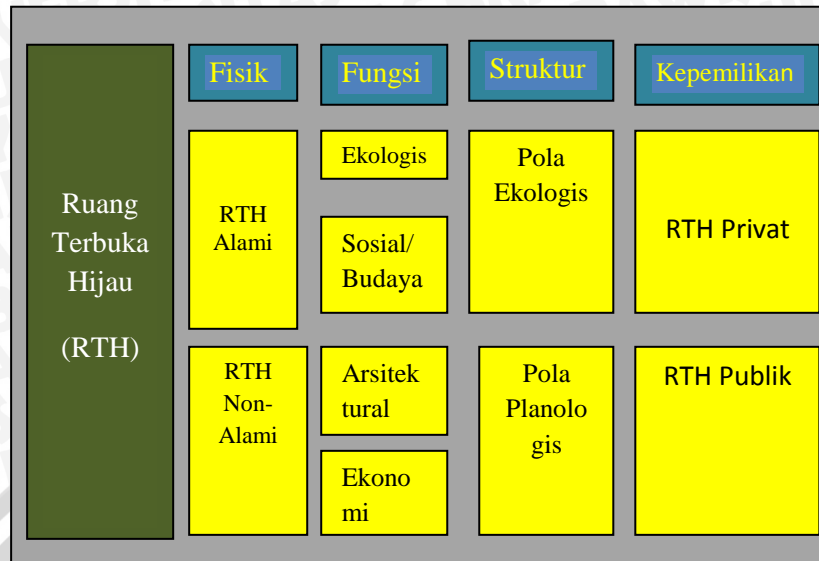 Ruang
Terbuka
Hijau
(RTH)
Fisik
Fungsi
Struktur
Kepemilikan
RTH
Alami
Ekologis
Sosial/
Budaya
Pola
Ekologis
RTH Privat
RTH
Non-
Alami
Arsitek
tural
Ekono
mi
Pola
Planolo
gis
RTH Publik